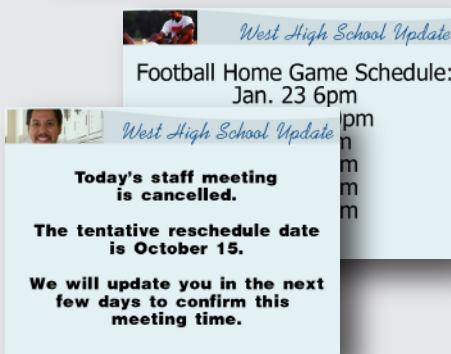 West High School Update
Football Home Game Schedule:
Jan. 23 6pm
pm
m
m
m
m
West High School Update
Today's staff meeting
is cancelled.
The tentative reschedule date
is October 15.
We will update you in the next
few days to confirm this
meeting time.